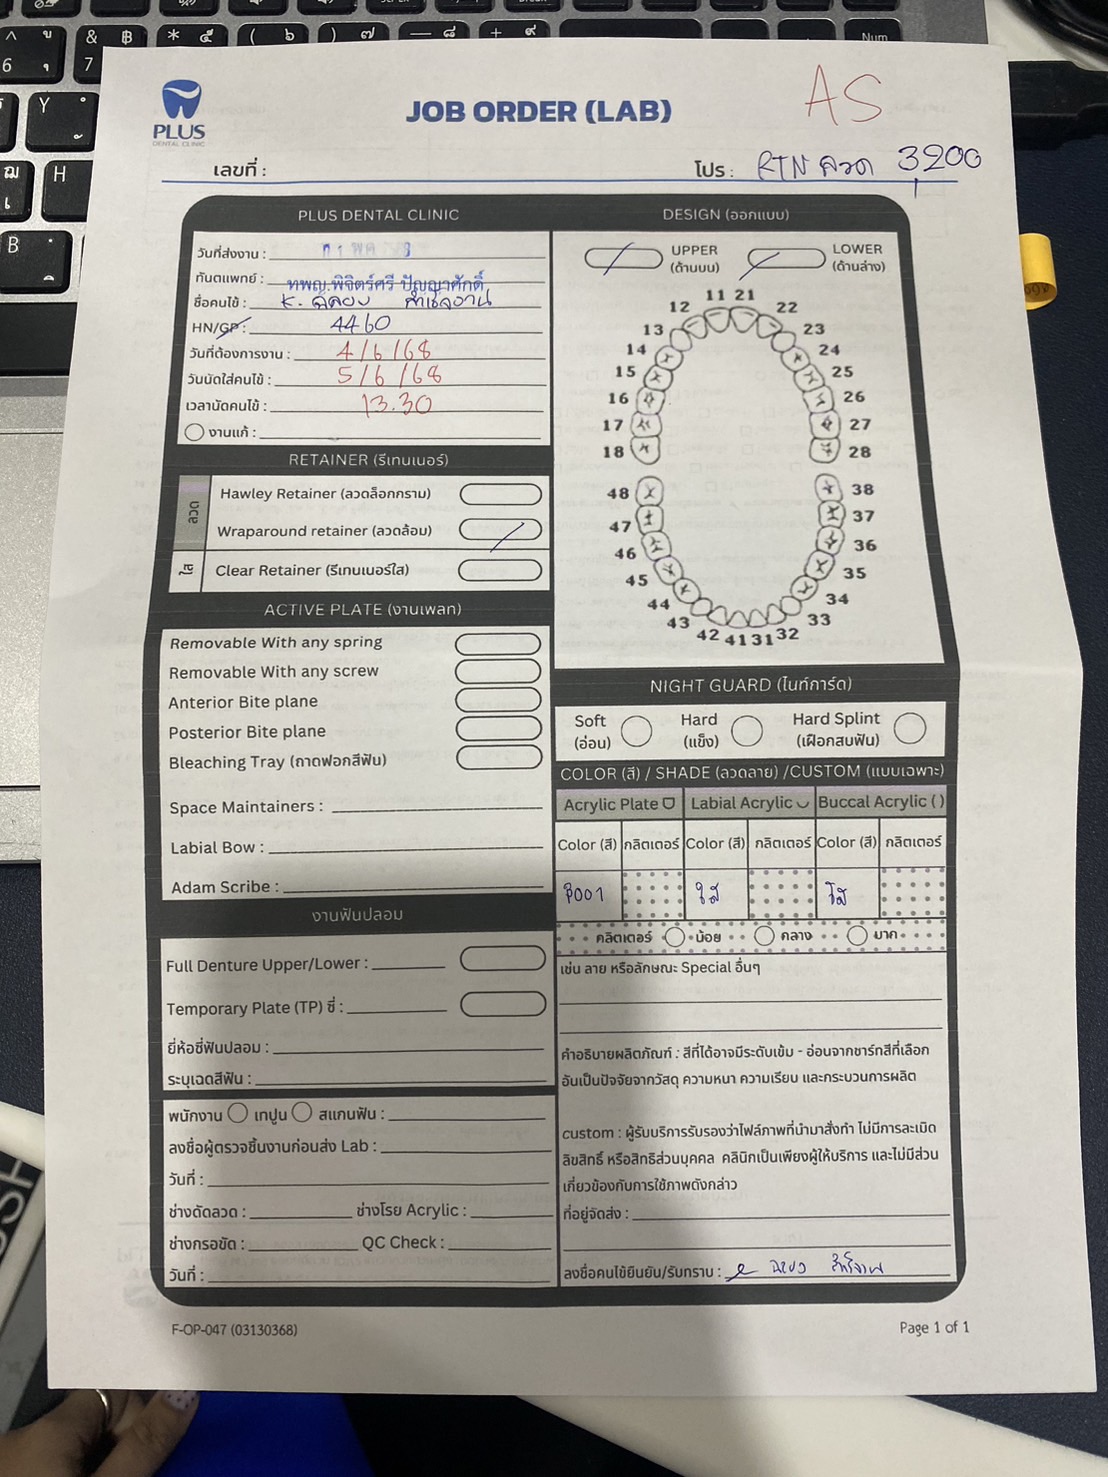 AS
PLUS
DENTAL CLINIC
JOB ORDER (LAB)
เลขที่ :
โปร : RTN ลวด 3200
PLUS DENTAL CLINIC
วันที่ส่งงาน :
ทันตแพทย์ : ทพญ.พิจิตร์ศรี ปัญญาศักดิ์
ชื่อคนไข้ : K.
HN/GP : 4460
วันที่ต้องการงาน : 4/6/68
วันนัดใส่คนไข้ : 5/6/68
เวลานัดคนไข้ : 13.30
งานแก้ :
RETAINER (รีเทนเนอร์)
ลวด
Hawley Retainer (ลวดล็อกกราม)
Wraparound retainer (ลวดล้อม)
ใส
Clear Retainer (รีเทนเนอร์ใส)
ACTIVE PLATE (งานเพลท)
Removable With any spring
Removable With any screw
Anterior Bite plane
Posterior Bite plane
Bleaching Tray (ถาดฟอกสีฟัน)
Space Maintainers :
Labial Bow :
Adam Scribe :
งานฟันปลอม
Full Denture Upper/Lower :
Temporary Plate (TP) ซี่ :
ยี่ห้อซี่ฟันปลอม :
ระบุเฉดสีฟัน :
พนักงาน เทปูน สแกนฟัน :
ลงชื่อผู้ตรวจชิ้นงานก่อนส่ง Lab :
วันที่ :
ช่างดัดลวด : ช่างโรย Acrylic :
ช่างกรอขัด : QC Check :
วันที่ :
DESIGN (ออกแบบ)
UPPER
(ด้านบน)
LOWER
(ด้านล่าง)
11 21
12 22
13 23
14 24
15 25
16 26
17 27
18 28
48 38
47 37
46 36
45 35
44 34
43 33
42 41 31 32
NIGHT GUARD (ไนท์การ์ด)
Soft
(อ่อน)
Hard
(แข็ง)
Hard Splint
(เฝือกสบฟัน)
COLOR (สี) / SHADE (ลวดลาย) /CUSTOM (แบบเฉพาะ)
Acrylic Plate Labial Acrylic Buccal Acrylic ( )
Color (สี) กลิตเตอร์ Color (สี) กลิตเตอร์ Color (สี) กลิตเตอร์
P001 ใส ใส
กลิตเตอร์ น้อย กลาง มาก
เช่น ลาย หรือลักษณะ Special อื่นๆ
คำอธิบายผลิตภัณฑ์ : สีที่ได้อาจมีระดับเข้ม - อ่อนจากชาร์ทสีที่เลือก
อันเป็นปัจจัยจากวัสดุ ความหนา ความเรียบ และกระบวนการผลิต
custom : ผู้รับบริการรับรองว่าไฟล์ภาพที่นำมาสั่งทำ ไม่มีการละเมิด
ลิขสิทธิ์ หรือสิทธิส่วนบุคคล คลินิกเป็นเพียงผู้ให้บริการ และไม่มีส่วน
เกี่ยวข้องกับการใช้ภาพดังกล่าว
ที่อยู่จัดส่ง :
ลงชื่อคนไข้ยืนยัน/รับทราบ :
F-OP-047 (03130368)
Page 1 of 1